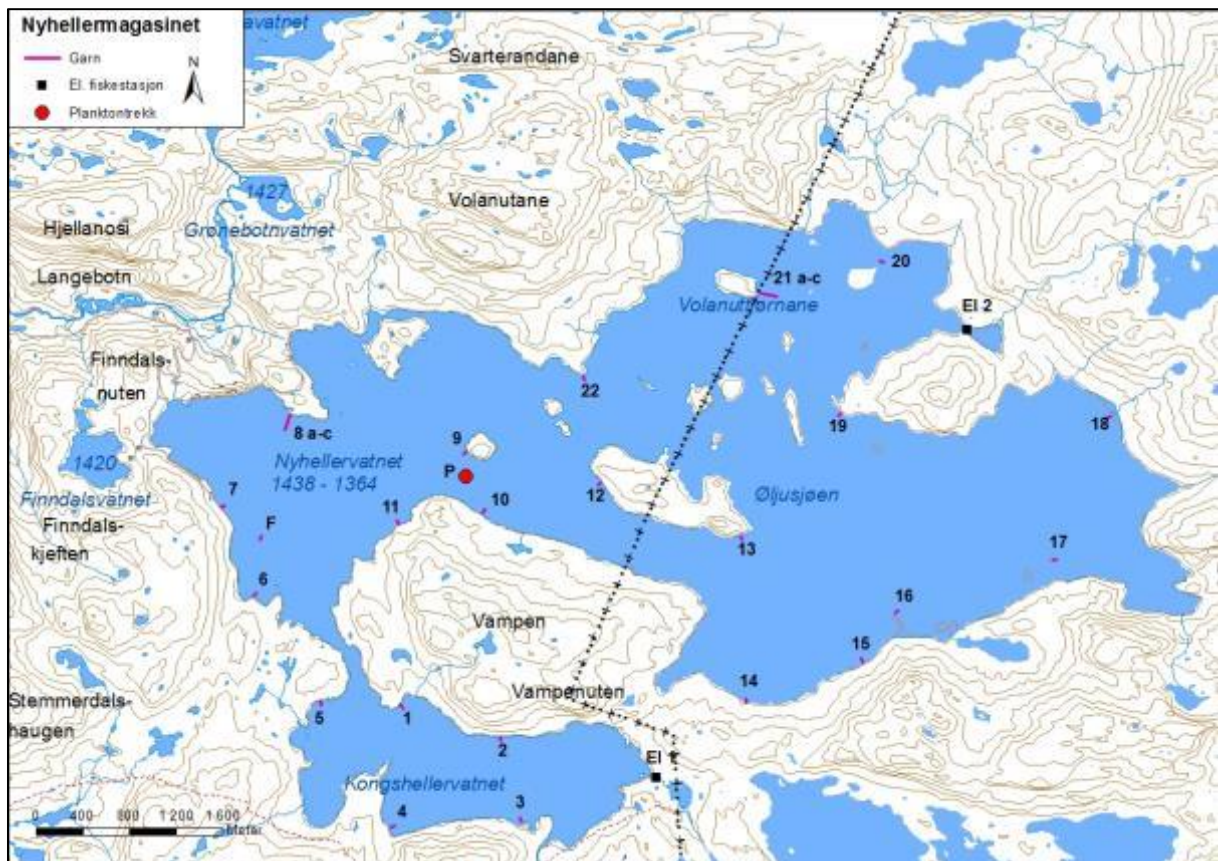 Nyhellermagasinet
Garn
El. fiskestasjon
Planktontrekk
N
avatnet
Svarterandane
1427
Volanutane
Grønebotnvatnet
Hjellanosi
Langebotn
20
21 a-c
Volanuttjørnane
El 2
Finndals-
nuten
22
8 a-c
19
18
9
1420
Nyhellervatnet
1438 - 1364
P
Finndalsvatnet
7
10
12
Øljusjøen
11
F
Finndals-
kjeften
13
17
6
16
Vampen
15
14
Vampenuten
Stemmerdals-
haugen
5
1
2
El 1
Kongshellervatnet
4
3
0 400 800 1 200 1 600
Meter